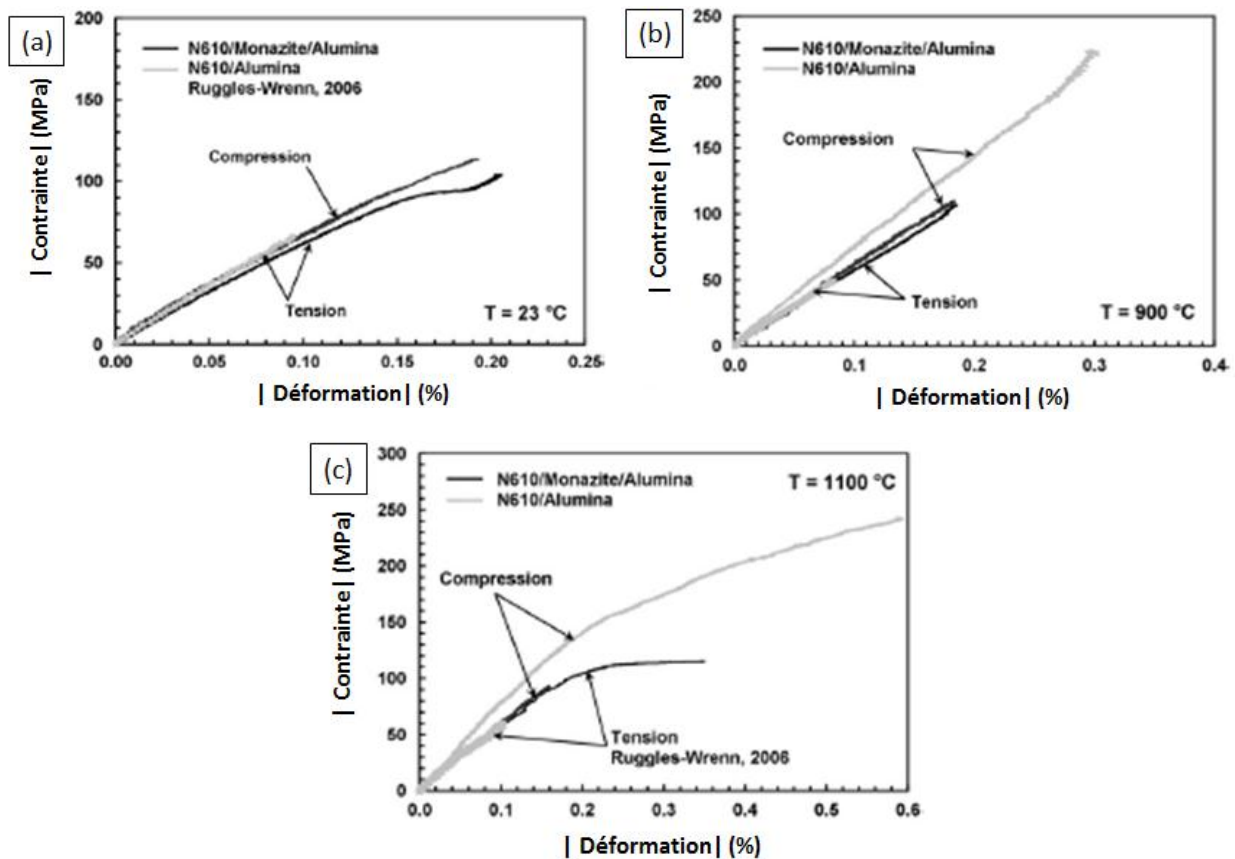 (a)
200
150
100
50
0
| Contrainte| (MPa)
N610/Monazite/Alumina
N610/Alumina
Ruggles-Wrenn, 2006
Compression
Tension
T = 23 °C
0.00 0.05 0.10 0.15 0.20 0.25
| Déformation| (%)
(b)
250
200
150
100
50
0
| Contrainte| (MPa)
N610/Monazite/Alumina
N610/Alumina
Compression
Tension
T = 900 °C
0.0 0.1 0.2 0.3 0.4
| Déformation| (%)
(c)
300
250
200
150
100
50
0
| Contrainte| (MPa)
N610/Monazite/Alumina
N610/Alumina
T = 1100 °C
Compression
Tension
Ruggles-Wrenn, 2006
0.0 0.1 0.2 0.3 0.4 0.5 0.6
| Déformation| (%)